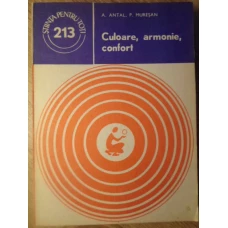 ȘTIINȚA PENTRU TOȚI
213
A. ANTAL, P. MUREȘAN
Culoare, armonie,
confort